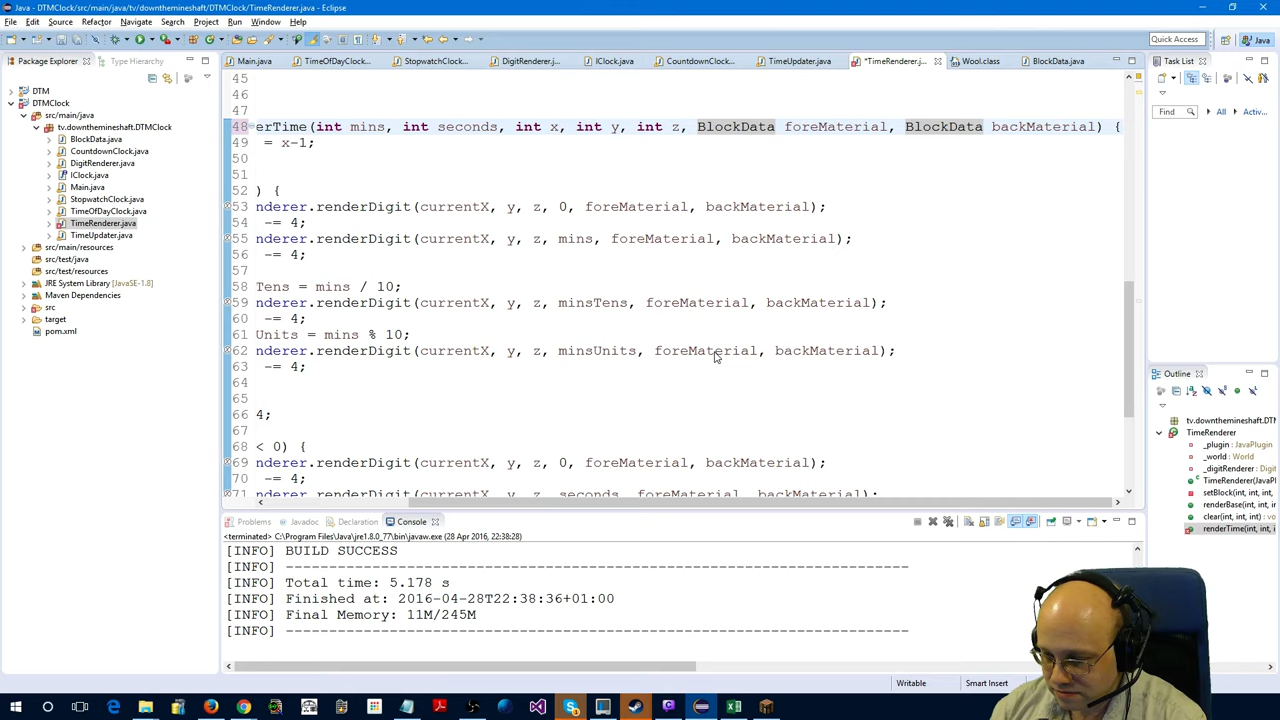 Java - DTMClock/src/main/java/tv/downthemineshaft/DTMClock/TimeRenderer.java - Eclipse
File Edit Source Refactor Navigate Search Project Run Window Help
Quick Access Java
Package Explorer Type Hierarchy
Main.java TimeOfDayClock... StopwatchClock... DigitRenderer.j... IClock.java CountdownClock... TimeUpdater.java *TimeRenderer.j... Wool.class BlockData.java
Task List
Find All Activ...
DTM
DTMClock
src/main/java
tv.downthemineshaft.DTMClock
BlockData.java
CountdownClock.java
DigitRenderer.java
IClock.java
Main.java
StopwatchClock.java
TimeOfDayClock.java
TimeRenderer.java
TimeUpdater.java
src/main/resources
src/test/java
src/test/resources
JRE System Library [JavaSE-1.8]
Maven Dependencies
src
target
pom.xml
45
46
47
48 erTime(int mins, int seconds, int x, int y, int z, BlockData foreMaterial, BlockData backMaterial) {
49 = x-1;
50
51
52 ) {
53 nderer.renderDigit(currentX, y, z, 0, foreMaterial, backMaterial);
54 -= 4;
55 nderer.renderDigit(currentX, y, z, mins, foreMaterial, backMaterial);
56 -= 4;
57
58 Tens = mins / 10;
59 nderer.renderDigit(currentX, y, z, minsTens, foreMaterial, backMaterial);
60 -= 4;
61 Units = mins % 10;
62 nderer.renderDigit(currentX, y, z, minsUnits, foreMaterial, backMaterial);
63 -= 4;
64
65
66 4;
67
68 < 0) {
69 nderer.renderDigit(currentX, y, z, 0, foreMaterial, backMaterial);
70 -= 4;
71 nderer.renderDigit(currentX, y, z, seconds, foreMaterial, backMaterial);
Outline
tv.downthemineshaft.DTM
TimeRenderer
_plugin : JavaPlugin
_world : World
_digitRenderer : Digit
TimeRenderer(JavaPl
setBlock(int, int, int,
renderBase(int, int, i
clear(int, int, int) : vo
renderTime(int, int, i
Problems Javadoc Declaration Console
<terminated> C:\Program Files\Java\jre1.8.0_77\bin\javaw.exe (28 Apr 2016, 22:38:28)
[INFO] BUILD SUCCESS
[INFO] ------------------------------------------------------------------------
[INFO] Total time: 5.178 s
[INFO] Finished at: 2016-04-28T22:38:36+01:00
[INFO] Final Memory: 11M/245M
[INFO] ------------------------------------------------------------------------
Writable Smart Insert